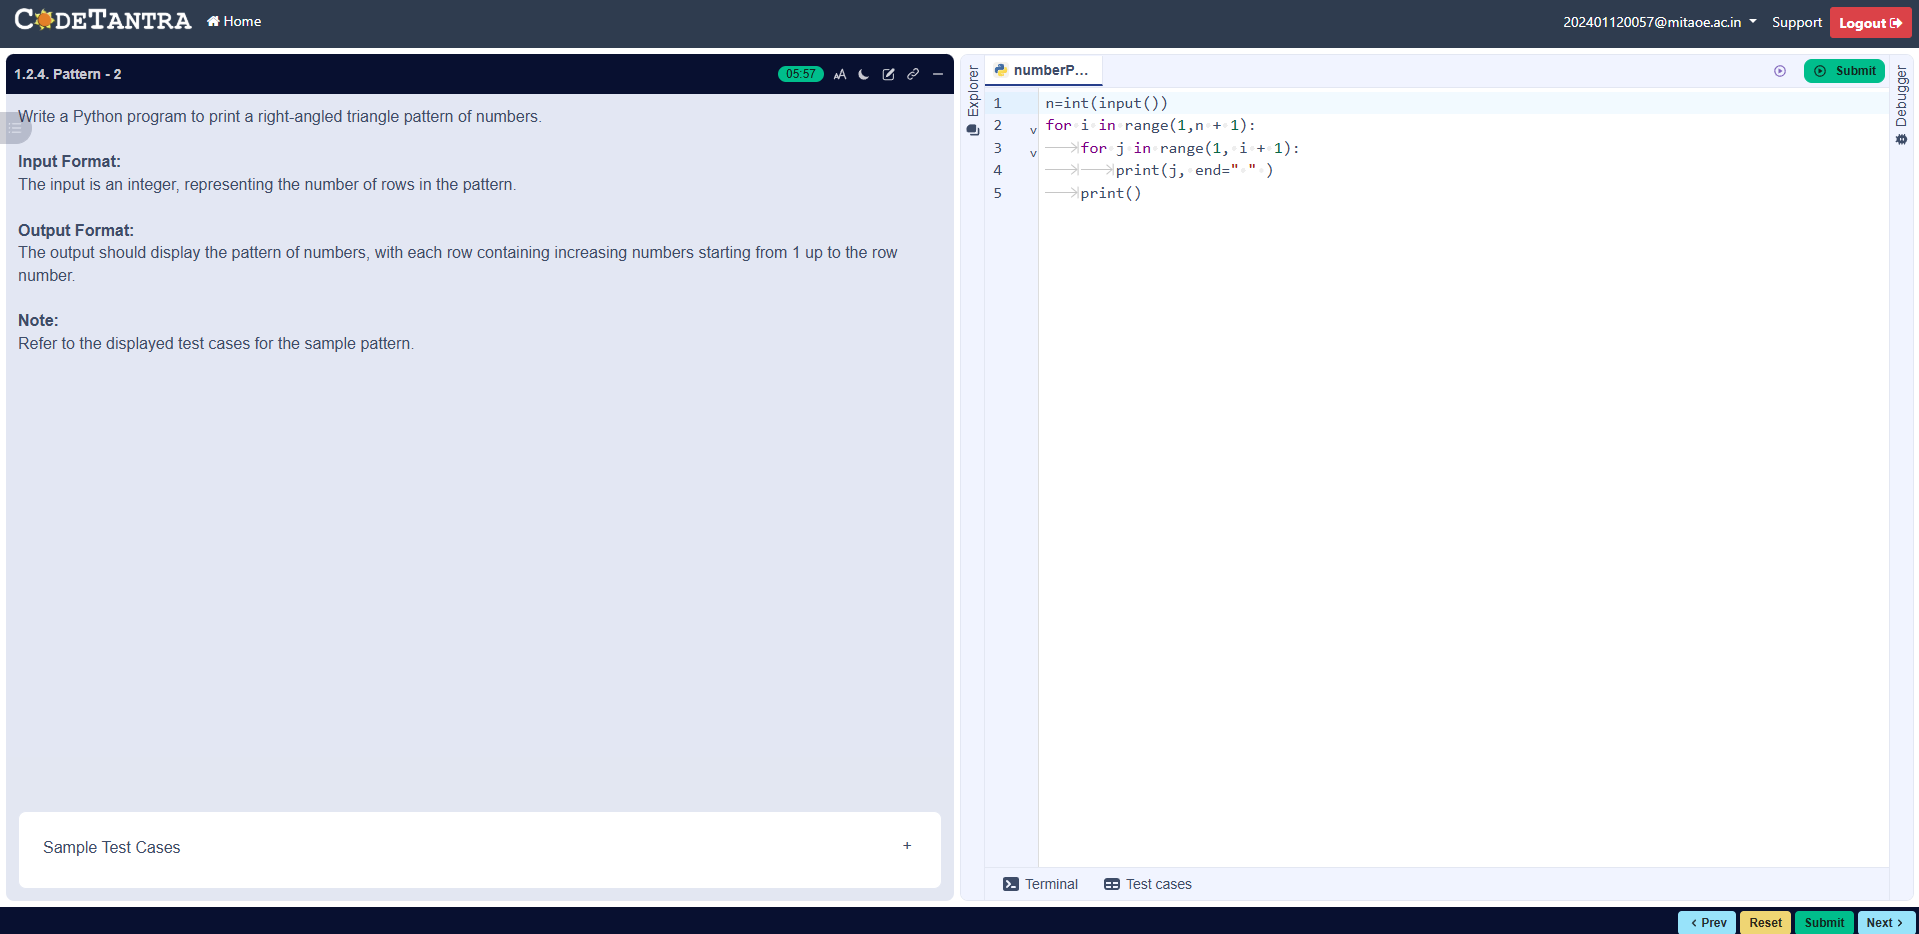 CODETANTRA Home 202401120057@mitaoe.ac.in Support Logout
1.2.4. Pattern - 2 05:57 AA
Write a Python program to print a right-angled triangle pattern of numbers.
Input Format:
The input is an integer, representing the number of rows in the pattern.
Output Format:
The output should display the pattern of numbers, with each row containing increasing numbers starting from 1 up to the row
number.
Note:
Refer to the displayed test cases for the sample pattern.
Sample Test Cases +
Explorer
numberP...
Submit
Debugger
1 n=int(input())
2 for i in range(1,n + 1):
3 for j in range(1, i + 1):
4 print(j, end=" " )
5 print()
Terminal Test cases
< Prev Reset Submit Next >